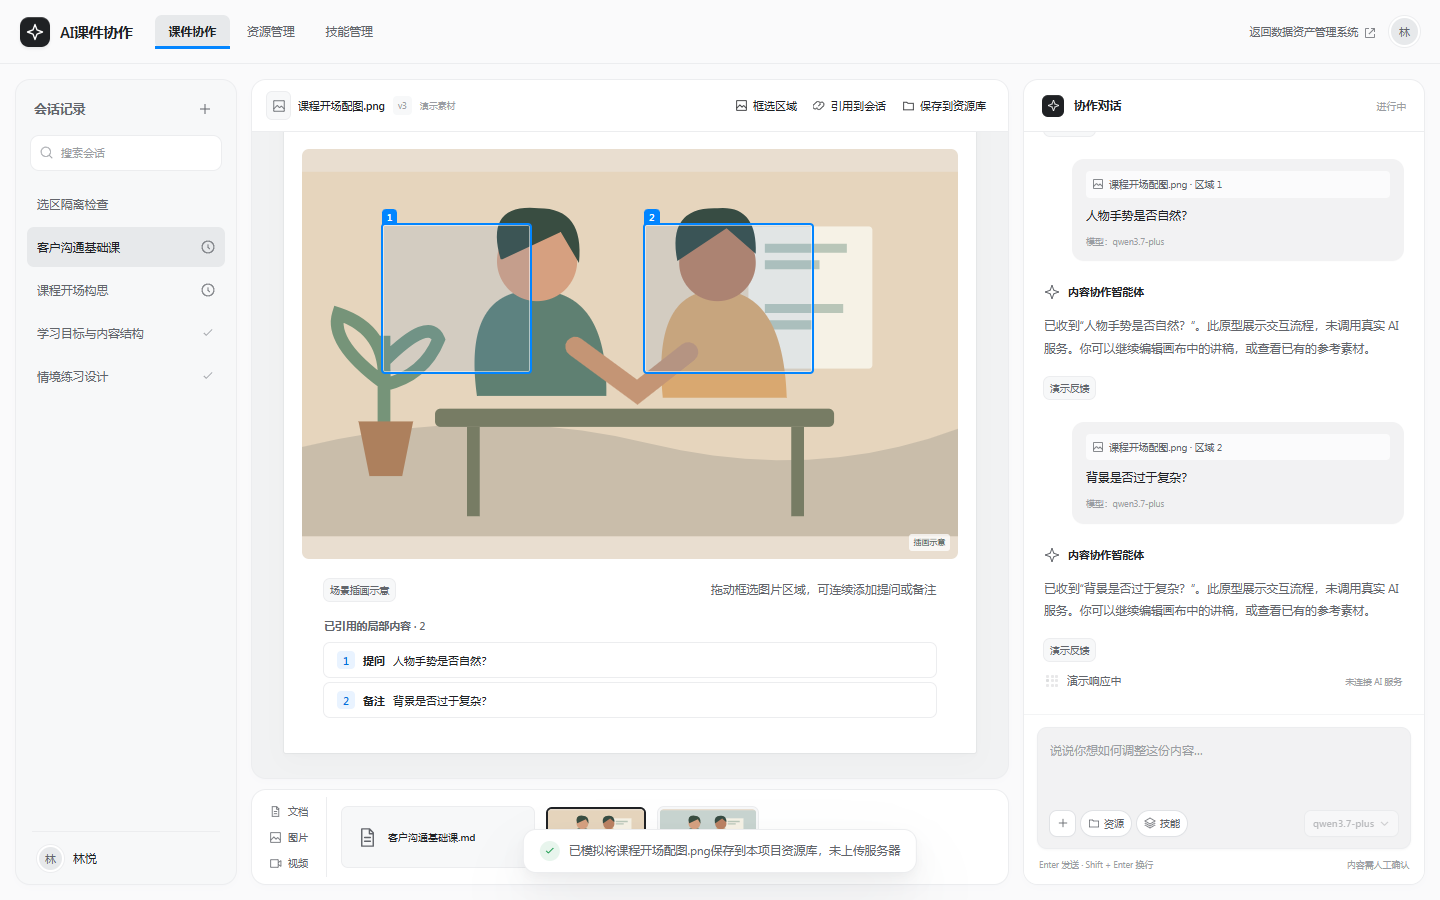 AI课件协作
课件协作
资源管理
技能管理
返回数据资产管理系统
林
会话记录
搜索会话
选区隔离检查
客户沟通基础课
课程开场构思
学习目标与内容结构
情境练习设计
林
林悦
课程开场配图.png
v3
演示素材
框选区域
引用到会话
保存到资源库
1
2
插画示意
场景插画示意
拖动框选图片区域，可连续添加提问或备注
已引用的局部内容 · 2
1 提问 人物手势是否自然？
2 备注 背景是否过于复杂？
文档
图片
视频
客户沟通基础课.md
已模拟将课程开场配图.png保存到本项目资源库，未上传服务器
协作对话
进行中
课程开场配图.png · 区域 1
人物手势是否自然？
模型：qwen3.7-plus
内容协作智能体
已收到“人物手势是否自然？”。此原型展示交互流程，未调用真实 AI
服务。你可以继续编辑画布中的讲稿，或查看已有的参考素材。
演示反馈
课程开场配图.png · 区域 2
背景是否过于复杂？
模型：qwen3.7-plus
内容协作智能体
已收到“背景是否过于复杂？”。此原型展示交互流程，未调用真实 AI
服务。你可以继续编辑画布中的讲稿，或查看已有的参考素材。
演示反馈
演示响应中
未连接 AI 服务
说说你想如何调整这份内容...
资源
技能
qwen3.7-plus
Enter 发送 · Shift + Enter 换行
内容需人工确认